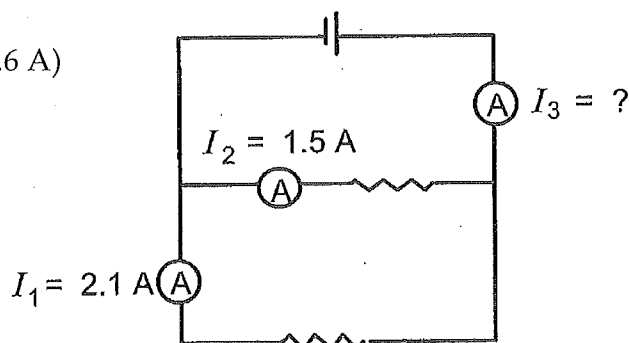 .6 A)
I₃ = ?
A
I₂ = 1.5 A
A
I₁ = 2.1 A
A